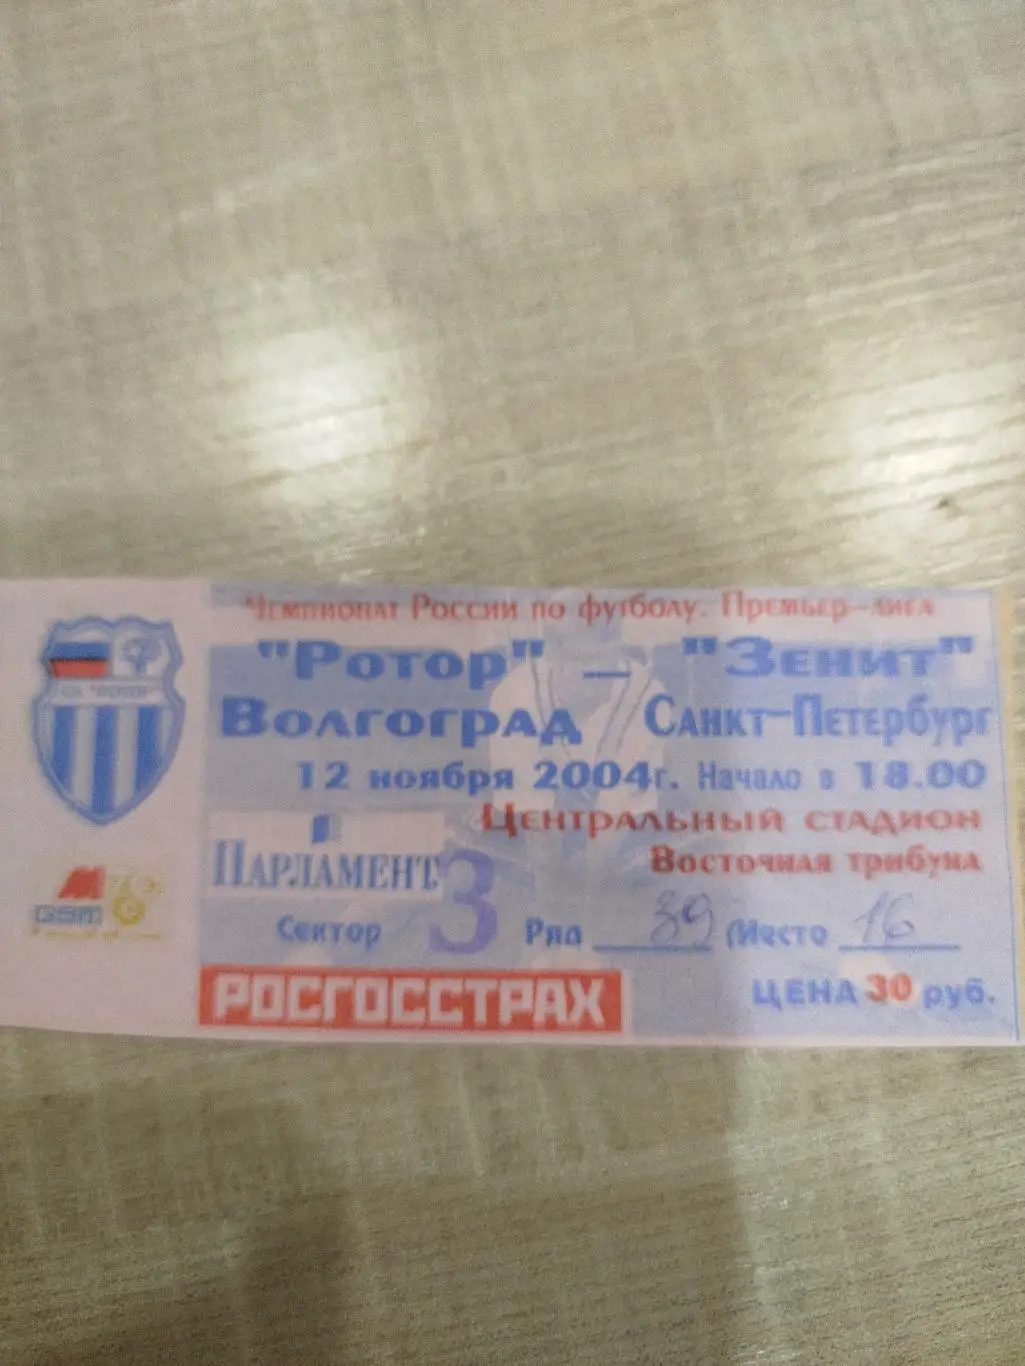 Чемпионат России по футболу. Премьер-лига
"Ротор" — "Зенит"
Волгоград Санкт-Петербург
12 ноября 2004г. Начало в 18.00
Центральный стадион
Восточная трибуна
Парламент
Сектор 3 Ряд 39 Место 16
РОСГОССТРАХ
ЦЕНА 30 руб.